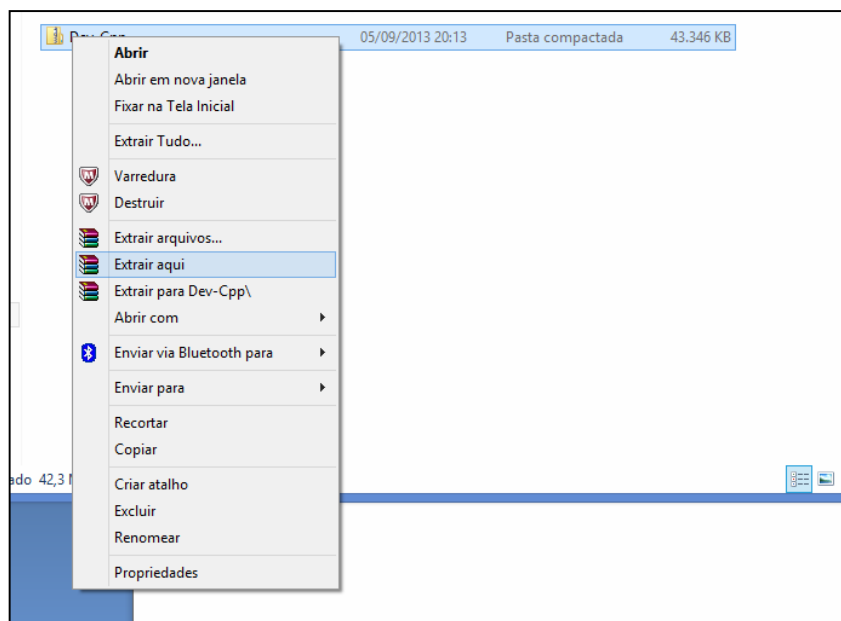 Dev-Cpp 05/09/2013 20:13 Pasta compactada 43.346 KB
Abrir
Abrir em nova janela
Fixar na Tela Inicial
Extrair Tudo...
Varredura
Destruir
Extrair arquivos...
Extrair aqui
Extrair para Dev-Cpp\
Abrir com
Enviar via Bluetooth para
Enviar para
Recortar
Copiar
42,3
Criar atalho
Excluir
Renomear
Propriedades